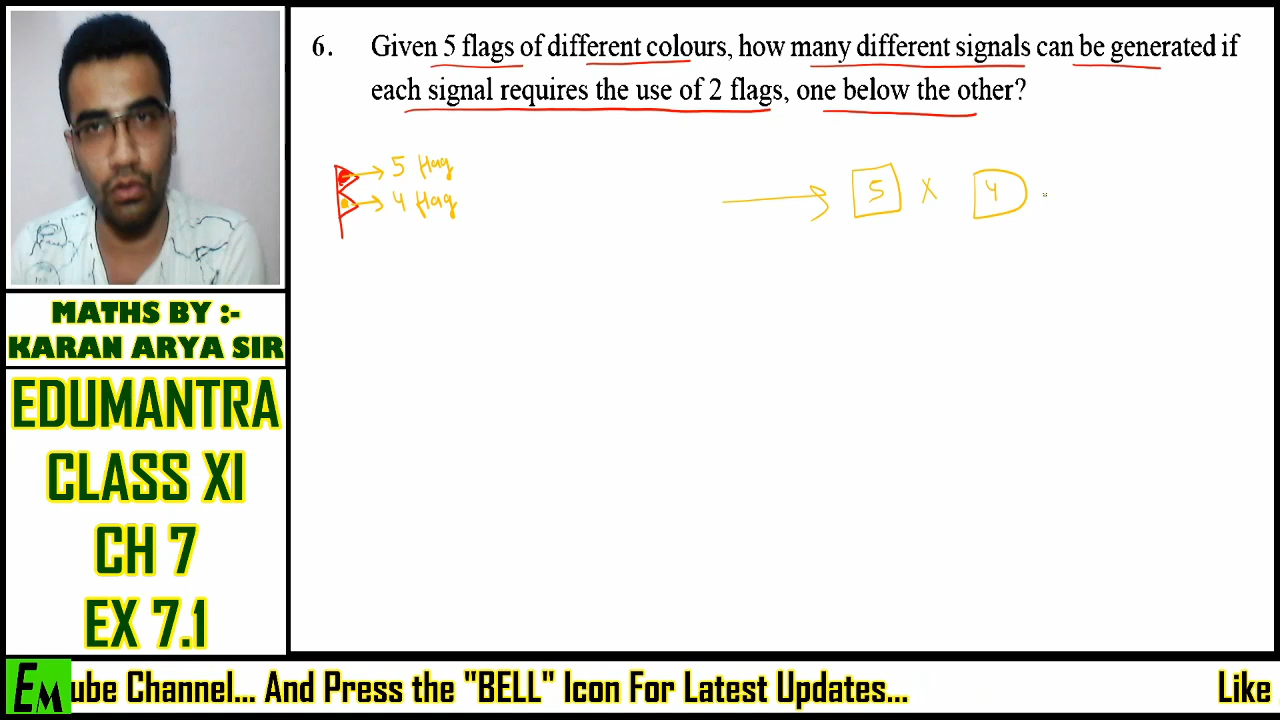 6. Given 5 flags of different colours, how many different signals can be generated if
each signal requires the use of 2 flags, one below the other?
5 flag
4 flag
5 x 4
MATHS BY :-
KARAN ARYA SIR
EDUMANTRA
CLASS XI
CH 7
EX 7.1
EM
ube Channel... And Press the "BELL" Icon For Latest Updates...
Like